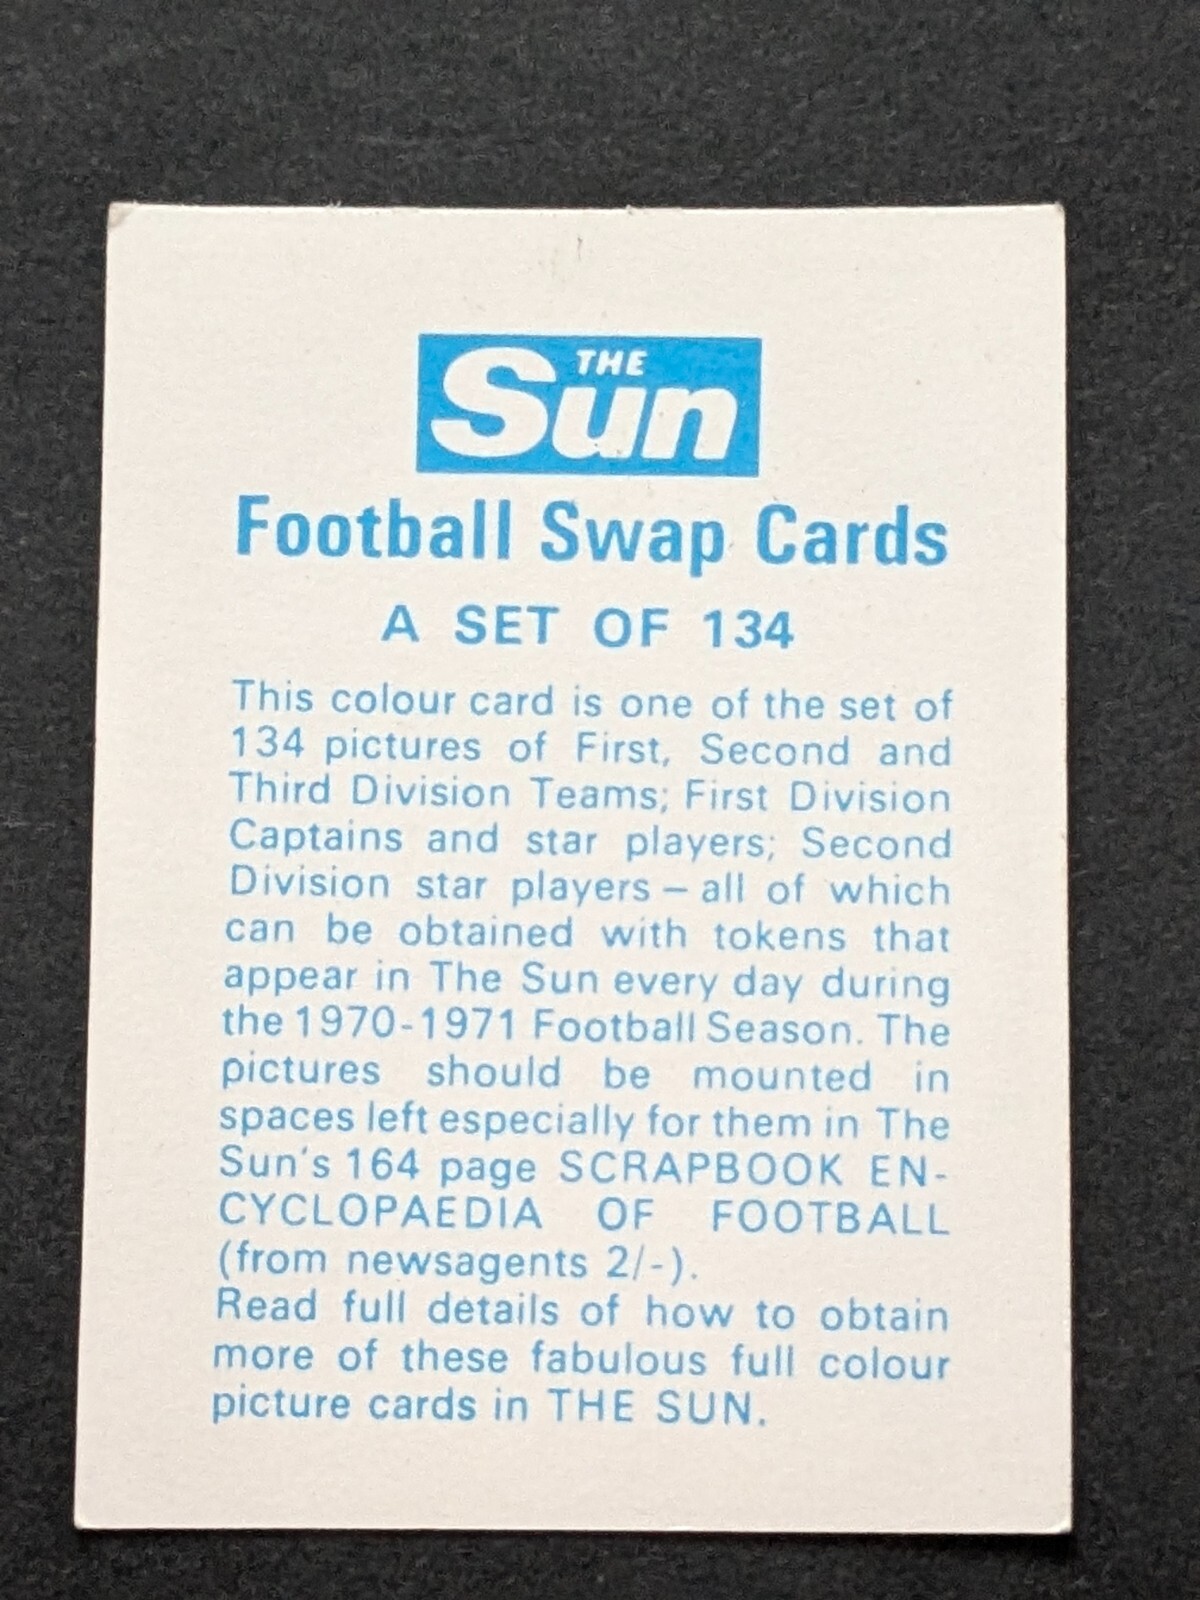 THE
Sun
Football Swap Cards
A SET OF 134
This colour card is one of the set of
134 pictures of First, Second and
Third Division Teams; First Division
Captains and star players; Second
Division star players – all of which
can be obtained with tokens that
appear in The Sun every day during
the 1970-1971 Football Season. The
pictures should be mounted in
spaces left especially for them in The
Sun's 164 page SCRAPBOOK EN-
CYCLOPAEDIA OF FOOTBALL
(from newsagents 2/-).
Read full details of how to obtain
more of these fabulous full colour
picture cards in THE SUN.